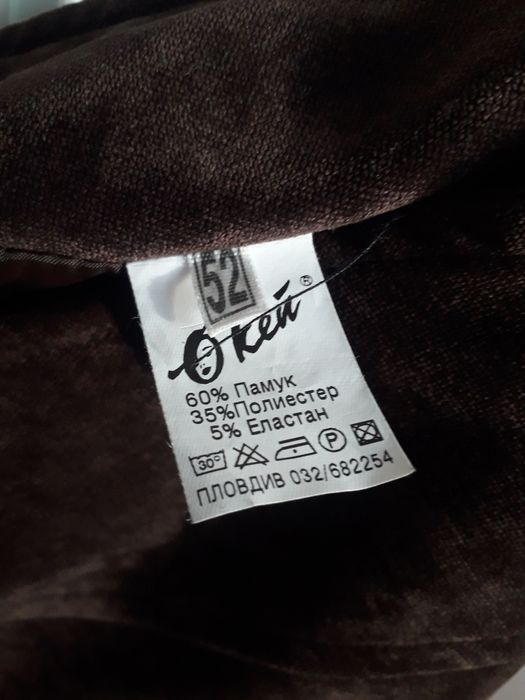 52
Окей ®
60% Памук
35%Полиестер
5% Еластан
30°
P
ПЛОВДИВ 032/682254